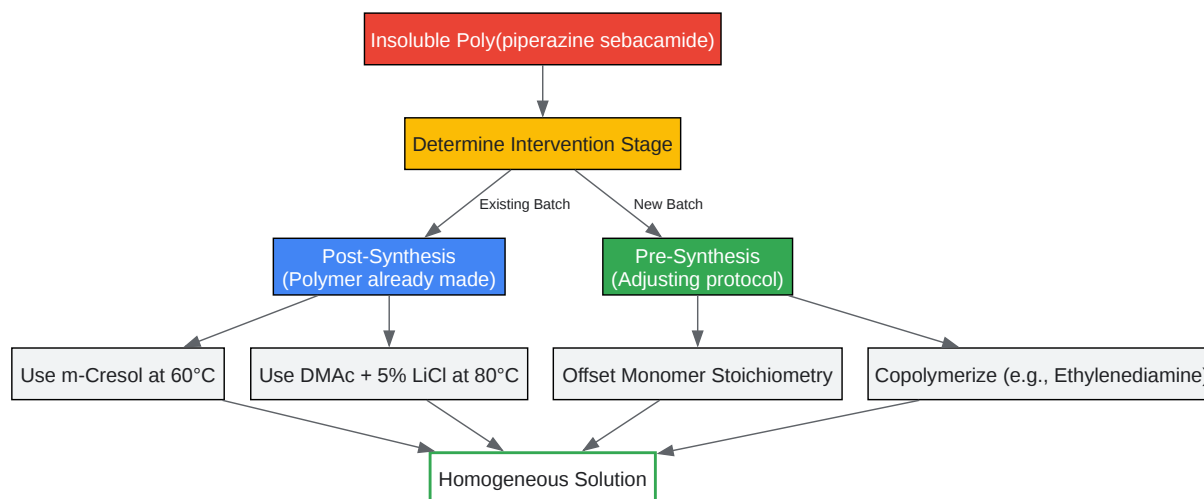 Insoluble Poly(piperazine sebacamide)
Determine Intervention Stage
Existing Batch
New Batch
Post-Synthesis
(Polymer already made)
Pre-Synthesis
(Adjusting protocol)
Use m-Cresol at 60°C
Use DMAc + 5% LiCl at 80°C
Offset Monomer Stoichiometry
Copolymerize (e.g., Ethylenediamine)
Homogeneous Solution